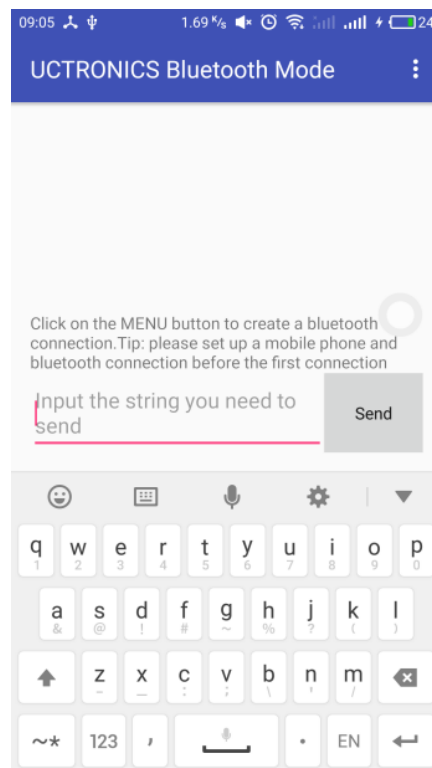 09:05 1.69 K/s 24
UCTRONICS Bluetooth Mode
Click on the MENU button to create a bluetooth
connection.Tip: please set up a mobile phone and
bluetooth connection before the first connection
Input the string you need to
send
Send
q w e r t y u i o p
1 2 3 4 5 6 7 8 9 0
a s d f g h j k l
& @ ! # ~ % ? ( )
z x c v b n m
- _ : ; \ ' /
~* 123 , . EN